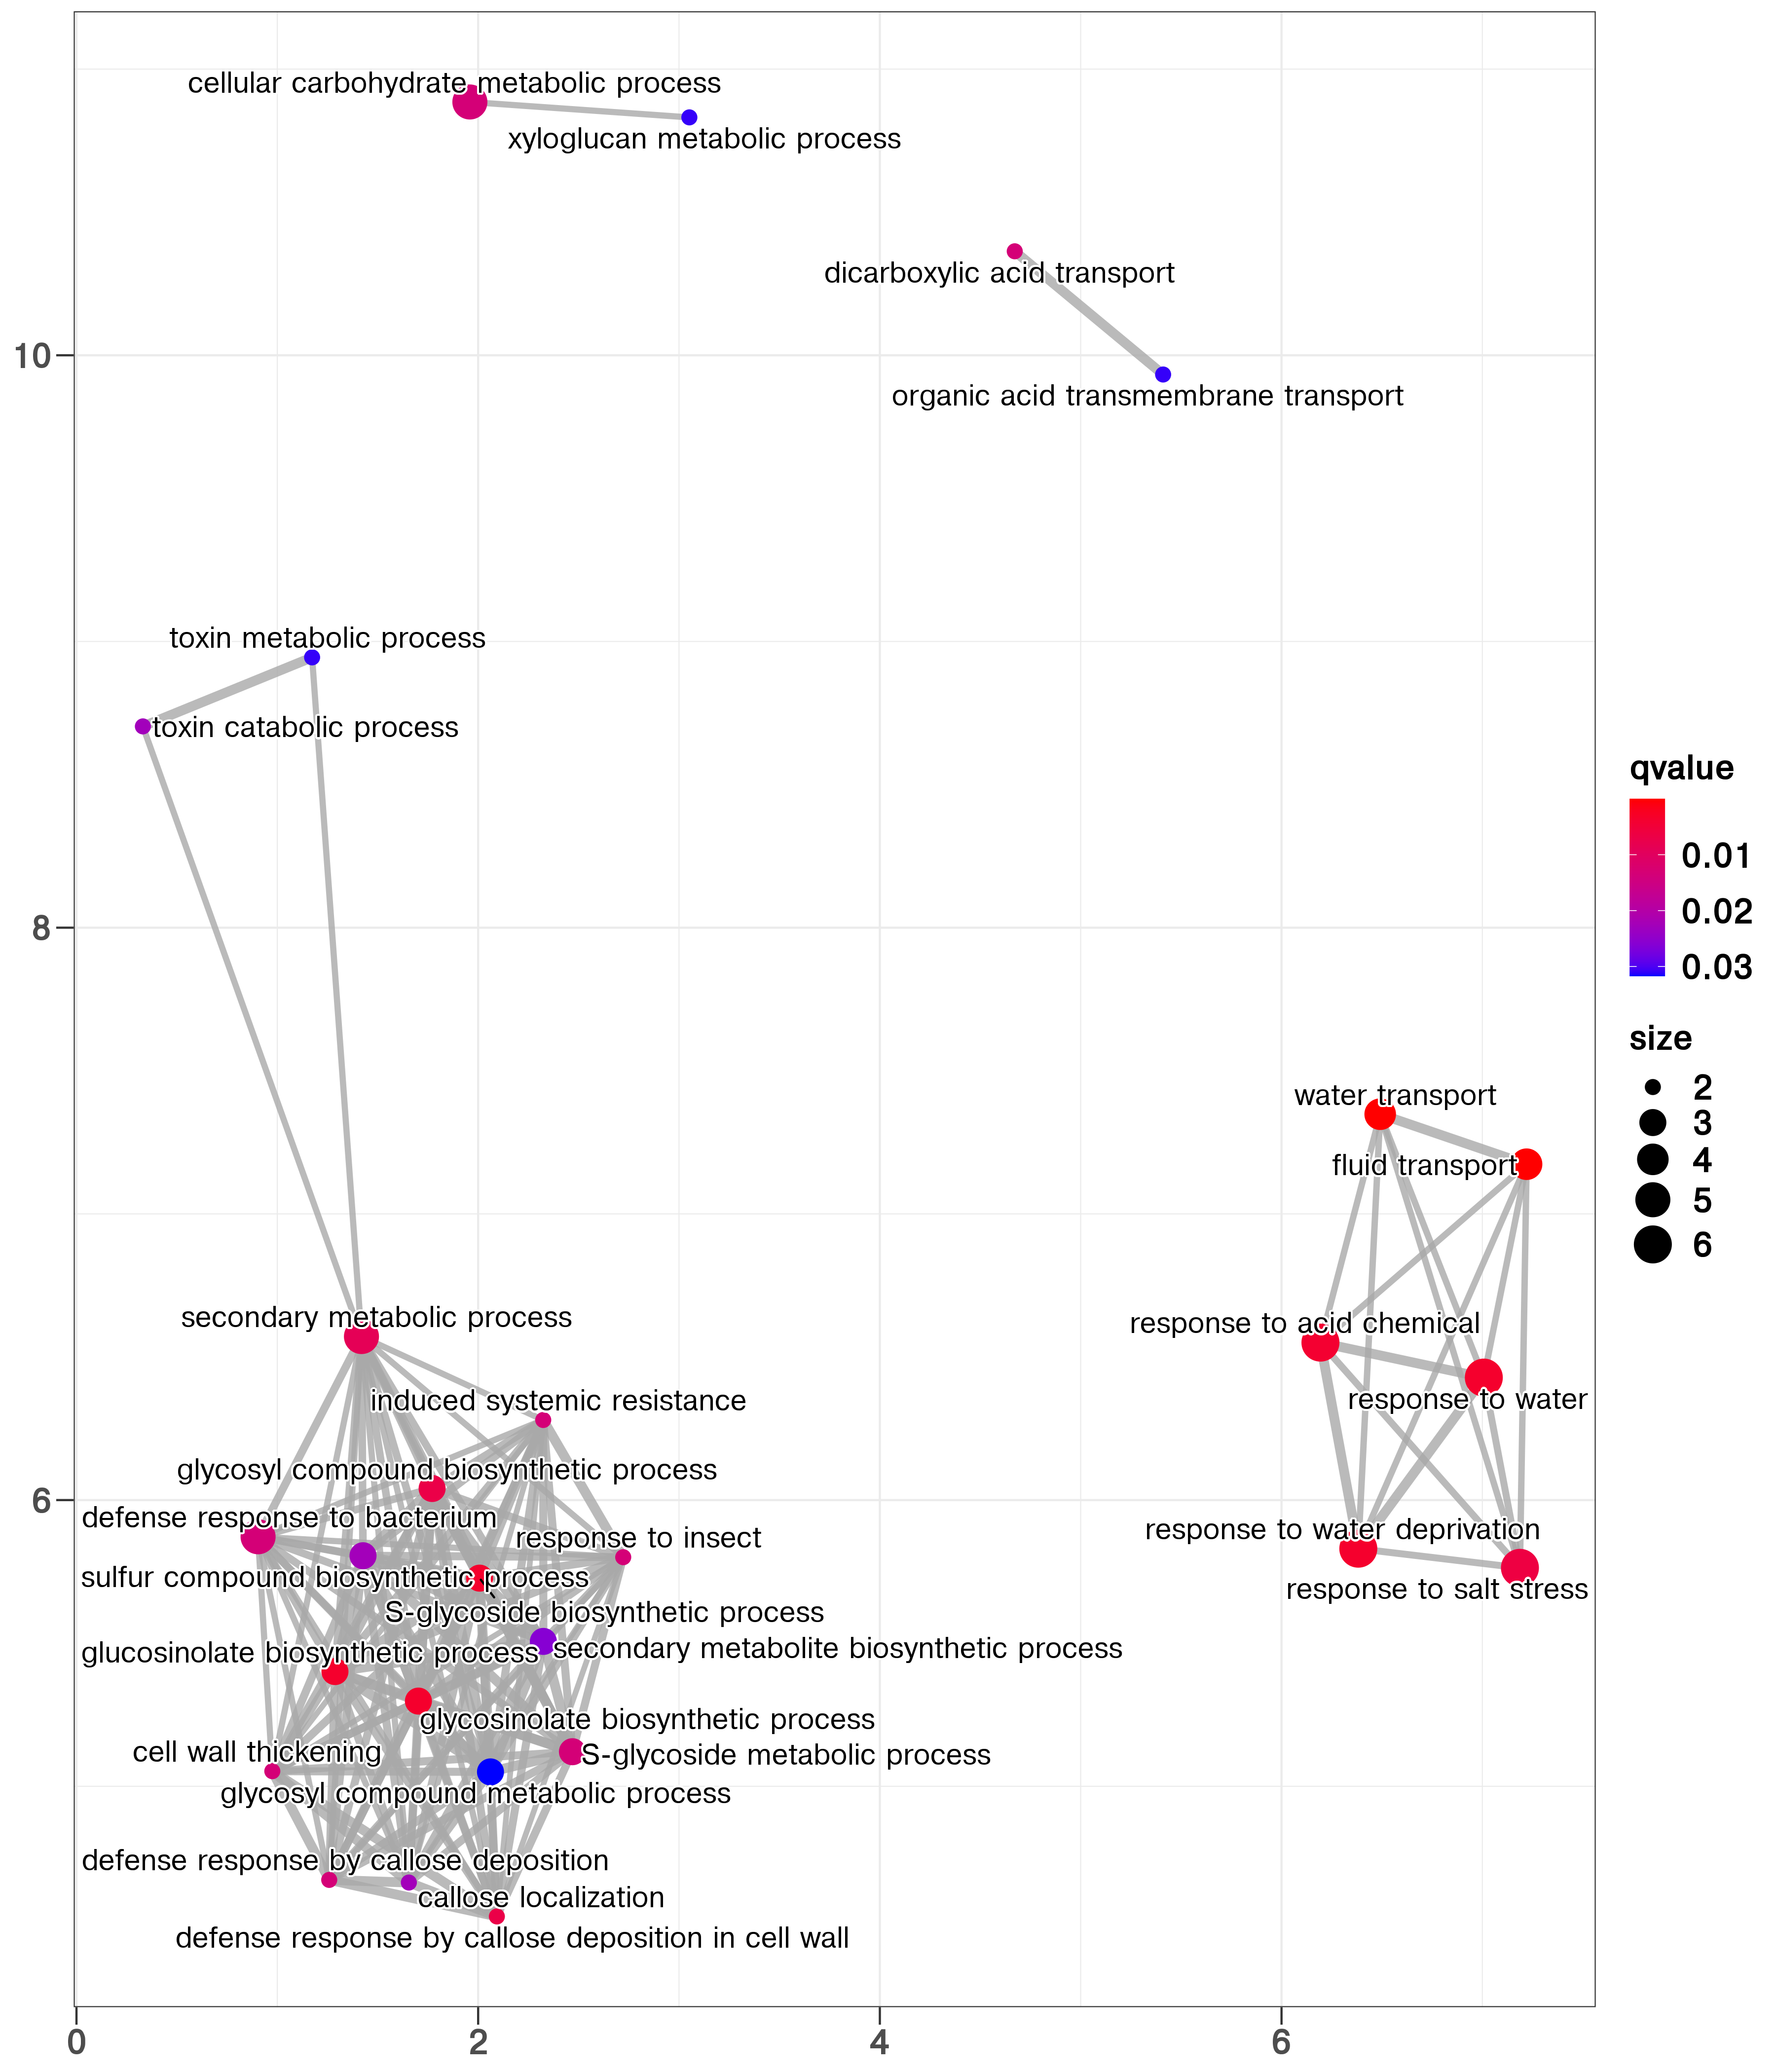 cellular carbohydrate metabolic process
xyloglucan metabolic process
dicarboxylic acid transport
10
organic acid transmembrane transport
toxin metabolic process
toxin catabolic process
qvalue
0.01
0.02
0.03
8
size
2
3
4
5
6
water transport
fluid transport
secondary metabolic process
response to acid chemical
induced systemic resistance
response to water
glycosyl compound biosynthetic process
6
defense response to bacterium
response to insect
response to water deprivation
sulfur compound biosynthetic process
response to salt stress
S-glycoside biosynthetic process
glucosinolate biosynthetic process
secondary metabolite biosynthetic process
glycosinolate biosynthetic process
cell wall thickening
S-glycoside metabolic process
glycosyl compound metabolic process
defense response by callose deposition
callose localization
defense response by callose deposition in cell wall
0
2
4
6